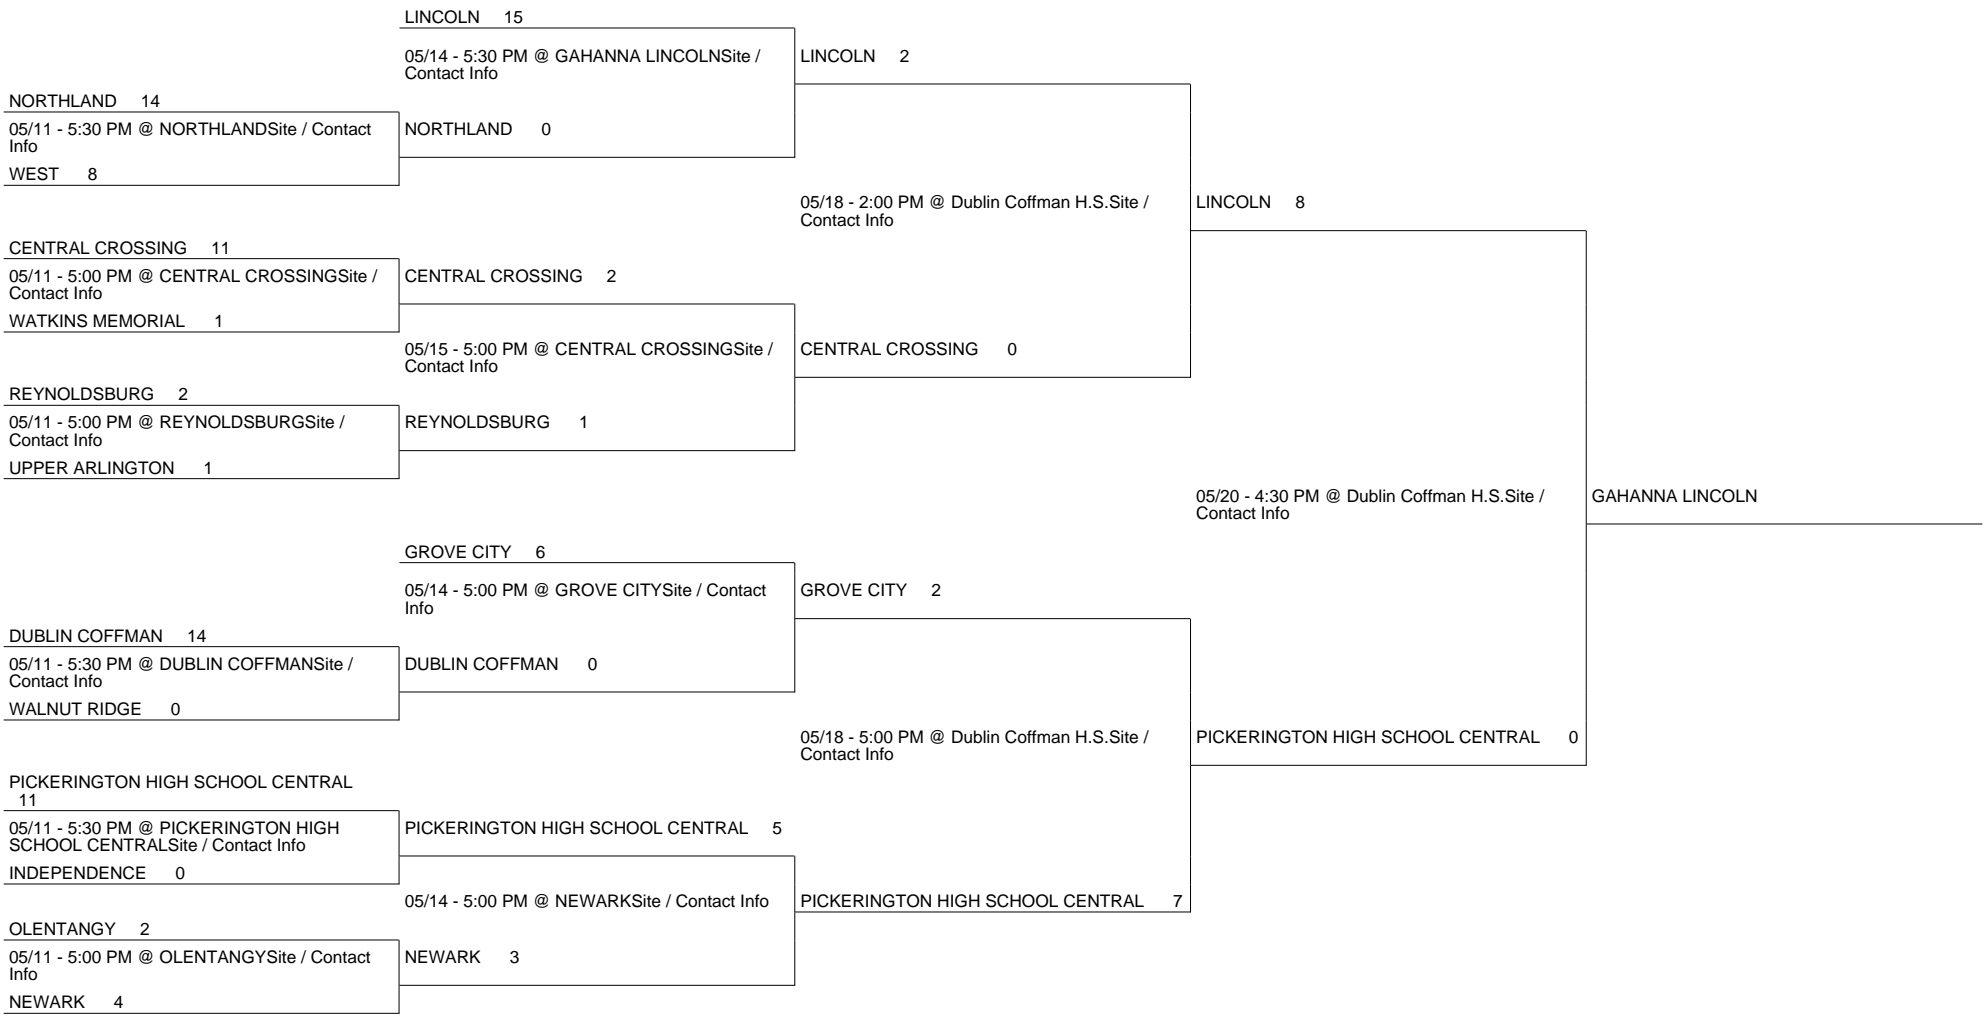 LINCOLN 15
05/14 - 5:30 PM @ GAHANNA LINCOLNSite /
Contact Info
LINCOLN 2
NORTHLAND 14
05/11 - 5:30 PM @ NORTHLANDSite / Contact
Info
NORTHLAND 0
WEST 8
05/18 - 2:00 PM @ Dublin Coffman H.S.Site /
Contact Info
LINCOLN 8
CENTRAL CROSSING 11
05/11 - 5:00 PM @ CENTRAL CROSSINGSite /
Contact Info
CENTRAL CROSSING 2
WATKINS MEMORIAL 1
05/15 - 5:00 PM @ CENTRAL CROSSINGSite /
Contact Info
CENTRAL CROSSING 0
REYNOLDSBURG 2
05/11 - 5:00 PM @ REYNOLDSBURGSite /
Contact Info
REYNOLDSBURG 1
UPPER ARLINGTON 1
05/20 - 4:30 PM @ Dublin Coffman H.S.Site /
Contact Info
GAHANNA LINCOLN
GROVE CITY 6
05/14 - 5:00 PM @ GROVE CITYSite / Contact
Info
GROVE CITY 2
DUBLIN COFFMAN 14
05/11 - 5:30 PM @ DUBLIN COFFMANSite /
Contact Info
DUBLIN COFFMAN 0
WALNUT RIDGE 0
05/18 - 5:00 PM @ Dublin Coffman H.S.Site /
Contact Info
PICKERINGTON HIGH SCHOOL CENTRAL 0
PICKERINGTON HIGH SCHOOL CENTRAL
11
05/11 - 5:30 PM @ PICKERINGTON HIGH
SCHOOL CENTRALSite / Contact Info
PICKERINGTON HIGH SCHOOL CENTRAL 5
INDEPENDENCE 0
05/14 - 5:00 PM @ NEWARKSite / Contact Info
PICKERINGTON HIGH SCHOOL CENTRAL 7
OLENTANGY 2
05/11 - 5:00 PM @ OLENTANGYSite / Contact
Info
NEWARK 3
NEWARK 4